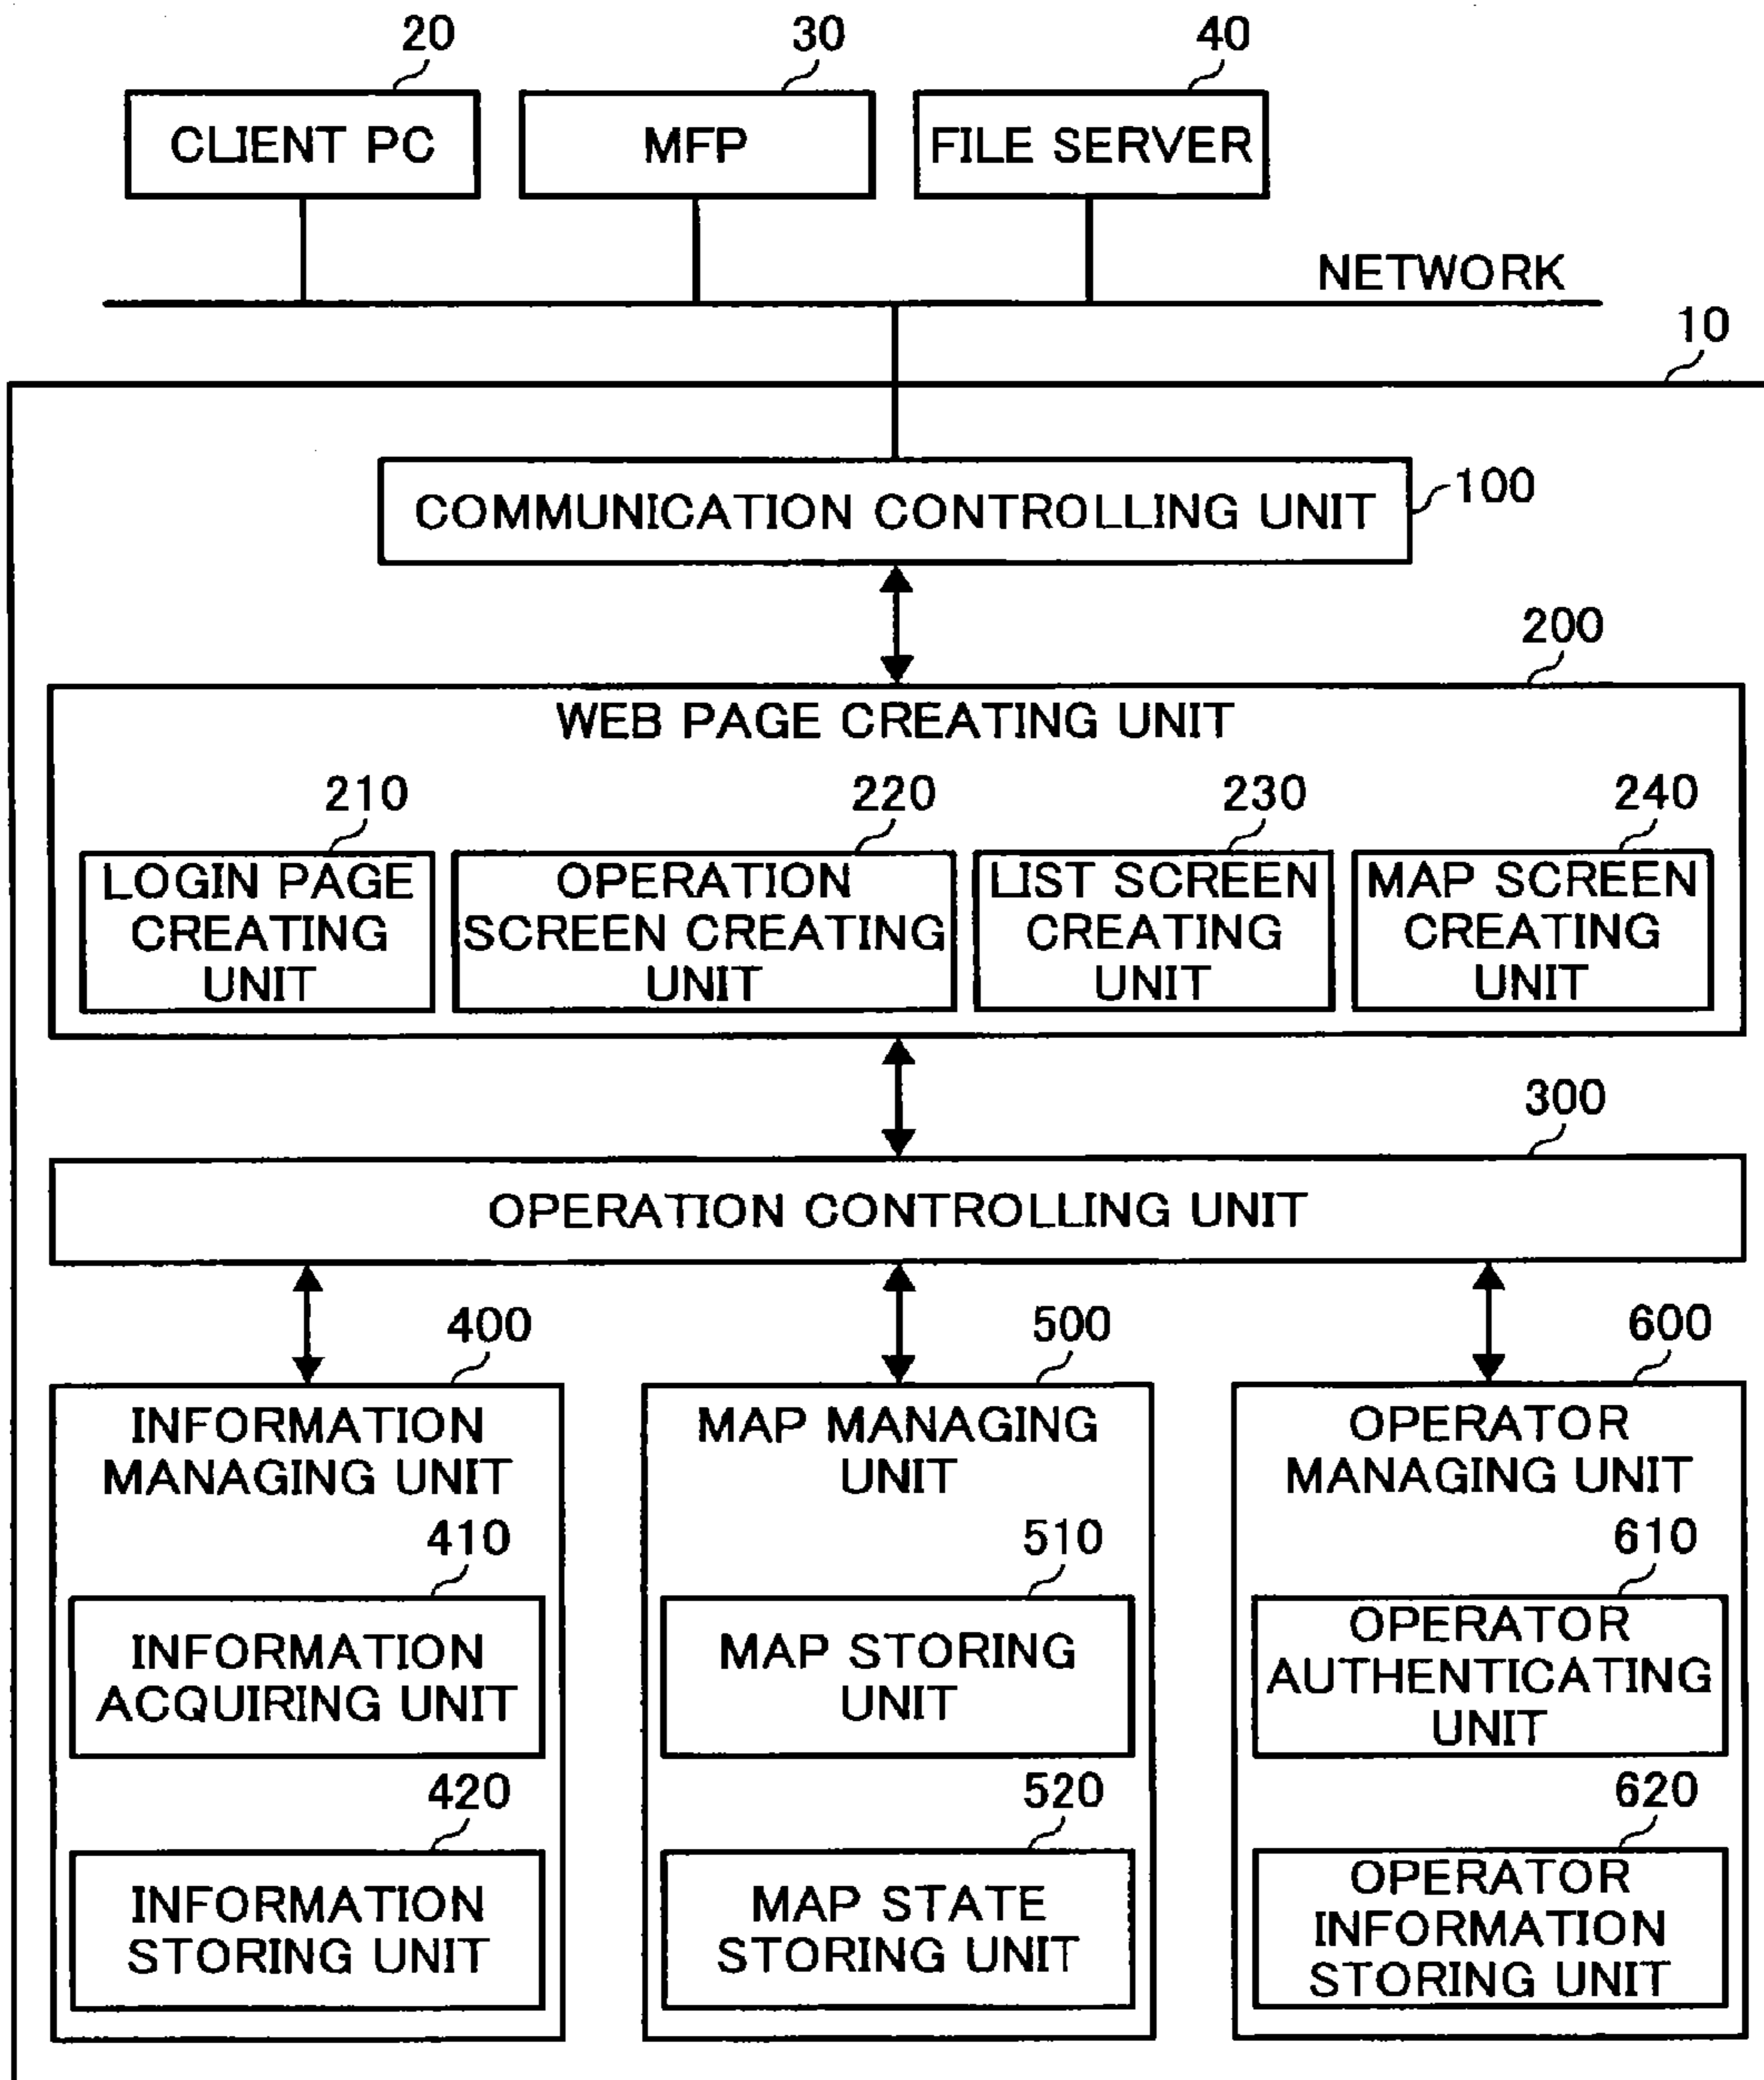 20
30
40
CLIENT PC
MFP
FILE SERVER
NETWORK
10
COMMUNICATION CONTROLLING UNIT
100
200
WEB PAGE CREATING UNIT
210
220
230
240
LOGIN PAGE
CREATING
UNIT
OPERATION
SCREEN CREATING
UNIT
LIST SCREEN
CREATING
UNIT
MAP SCREEN
CREATING
UNIT
300
OPERATION CONTROLLING UNIT
400
500
600
INFORMATION
MANAGING UNIT
410
INFORMATION
ACQUIRING UNIT
420
INFORMATION
STORING UNIT
MAP MANAGING
UNIT
510
MAP STORING
UNIT
520
MAP STATE
STORING UNIT
OPERATOR
MANAGING UNIT
610
OPERATOR
AUTHENTICATING
UNIT
620
OPERATOR
INFORMATION
STORING UNIT